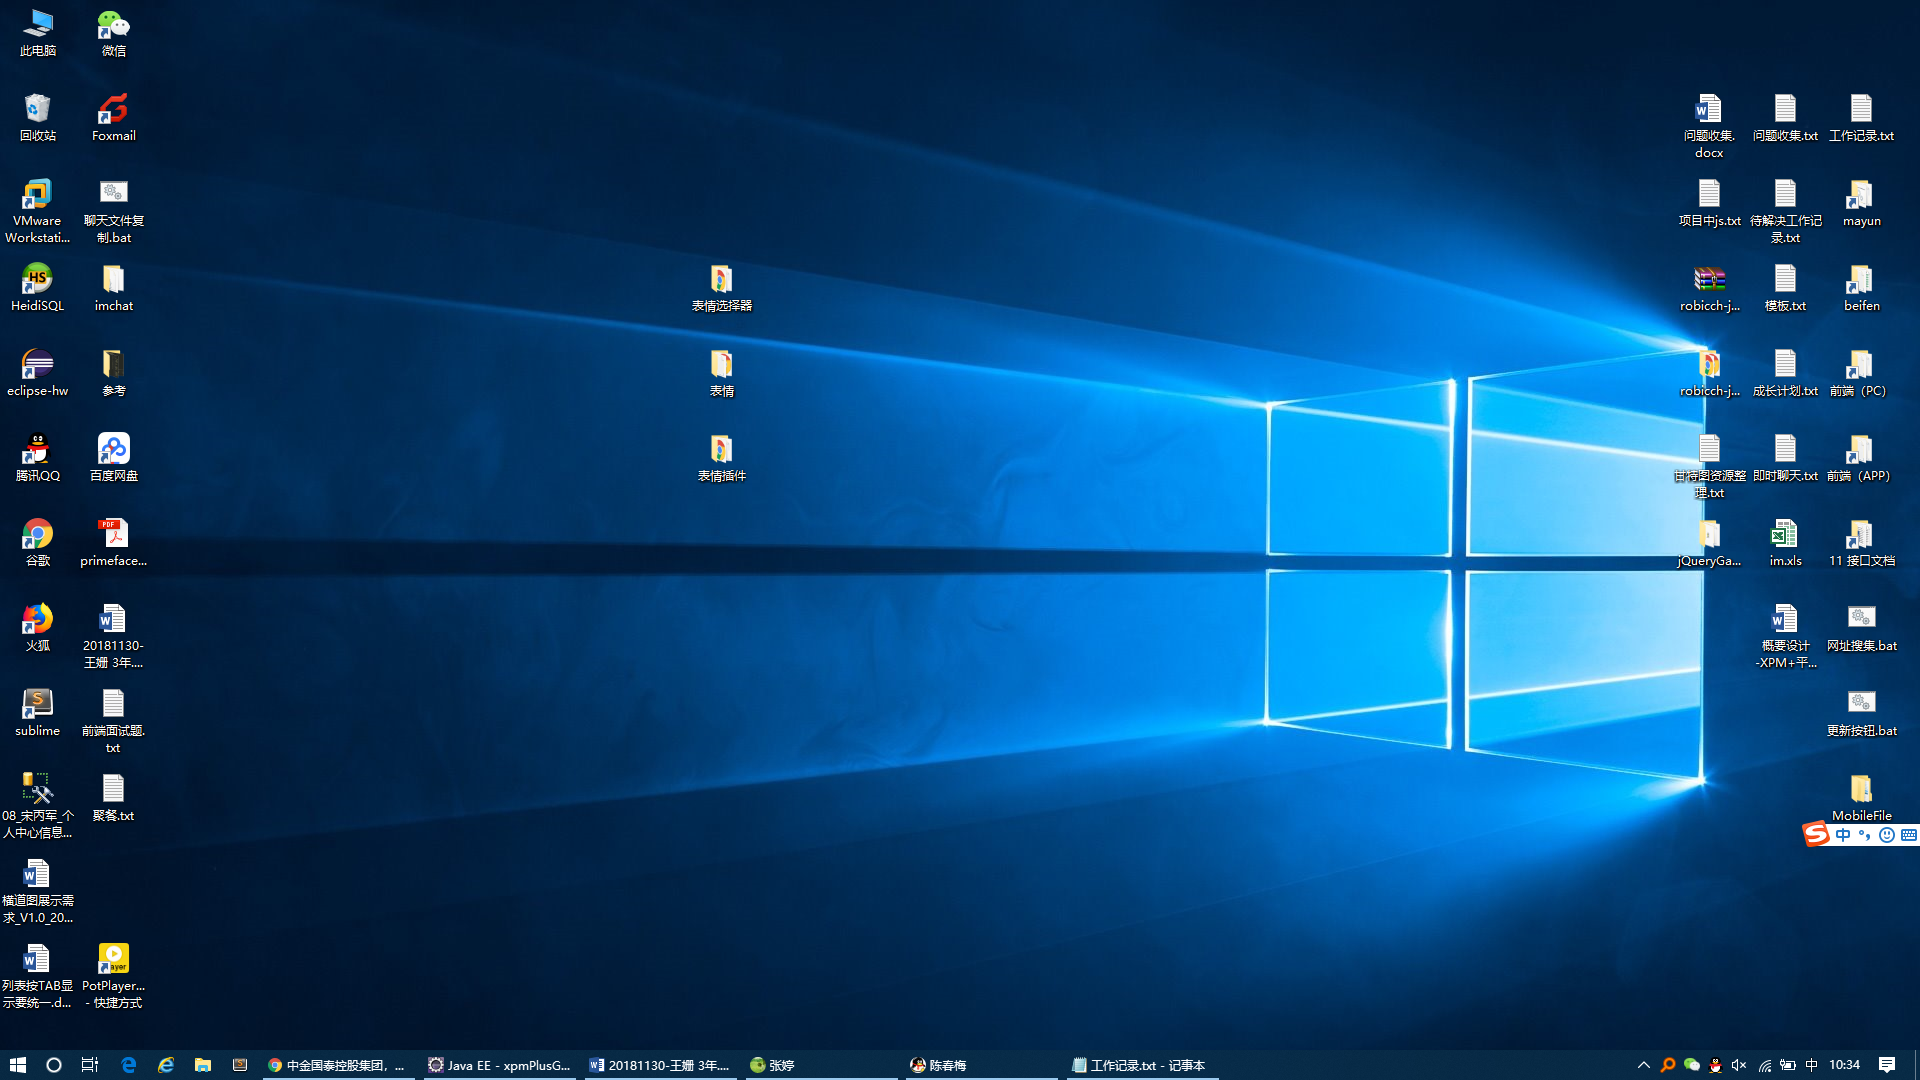 此电脑
微信
回收站
Foxmail
VMware
Workstati...
聊天文件复
制.bat
HeidiSQL
imchat
eclipse-hw
参考
腾讯QQ
百度网盘
谷歌
primeface...
火狐
20181130-
王姗 3年....
sublime
前端面试题.
txt
08_宋丙军_个
人中心信息...
聚餐.txt
横道图展示需
求_V1.0_20...
列表按TAB显
示要统一.d...
PotPlayer...
- 快捷方式
表情选择器
表情
表情插件
问题收集.
docx
问题收集.txt
工作记录.txt
项目中js.txt
待解决工作记
录.txt
mayun
robicch-j...
模板.txt
beifen
robicch-j...
成长计划.txt
前端（PC）
甘特图资源整
理.txt
即时聊天.txt
前端（APP）
jQueryGa...
im.xls
11 接口文档
概要设计
-XPM+平...
网址搜集.bat
更新按钮.bat
MobileFile
中
中金国泰控股集团，...
Java EE - xpmPlusG...
20181130-王姗 3年....
张婷
陈春梅
工作记录.txt - 记事本
中
10:34